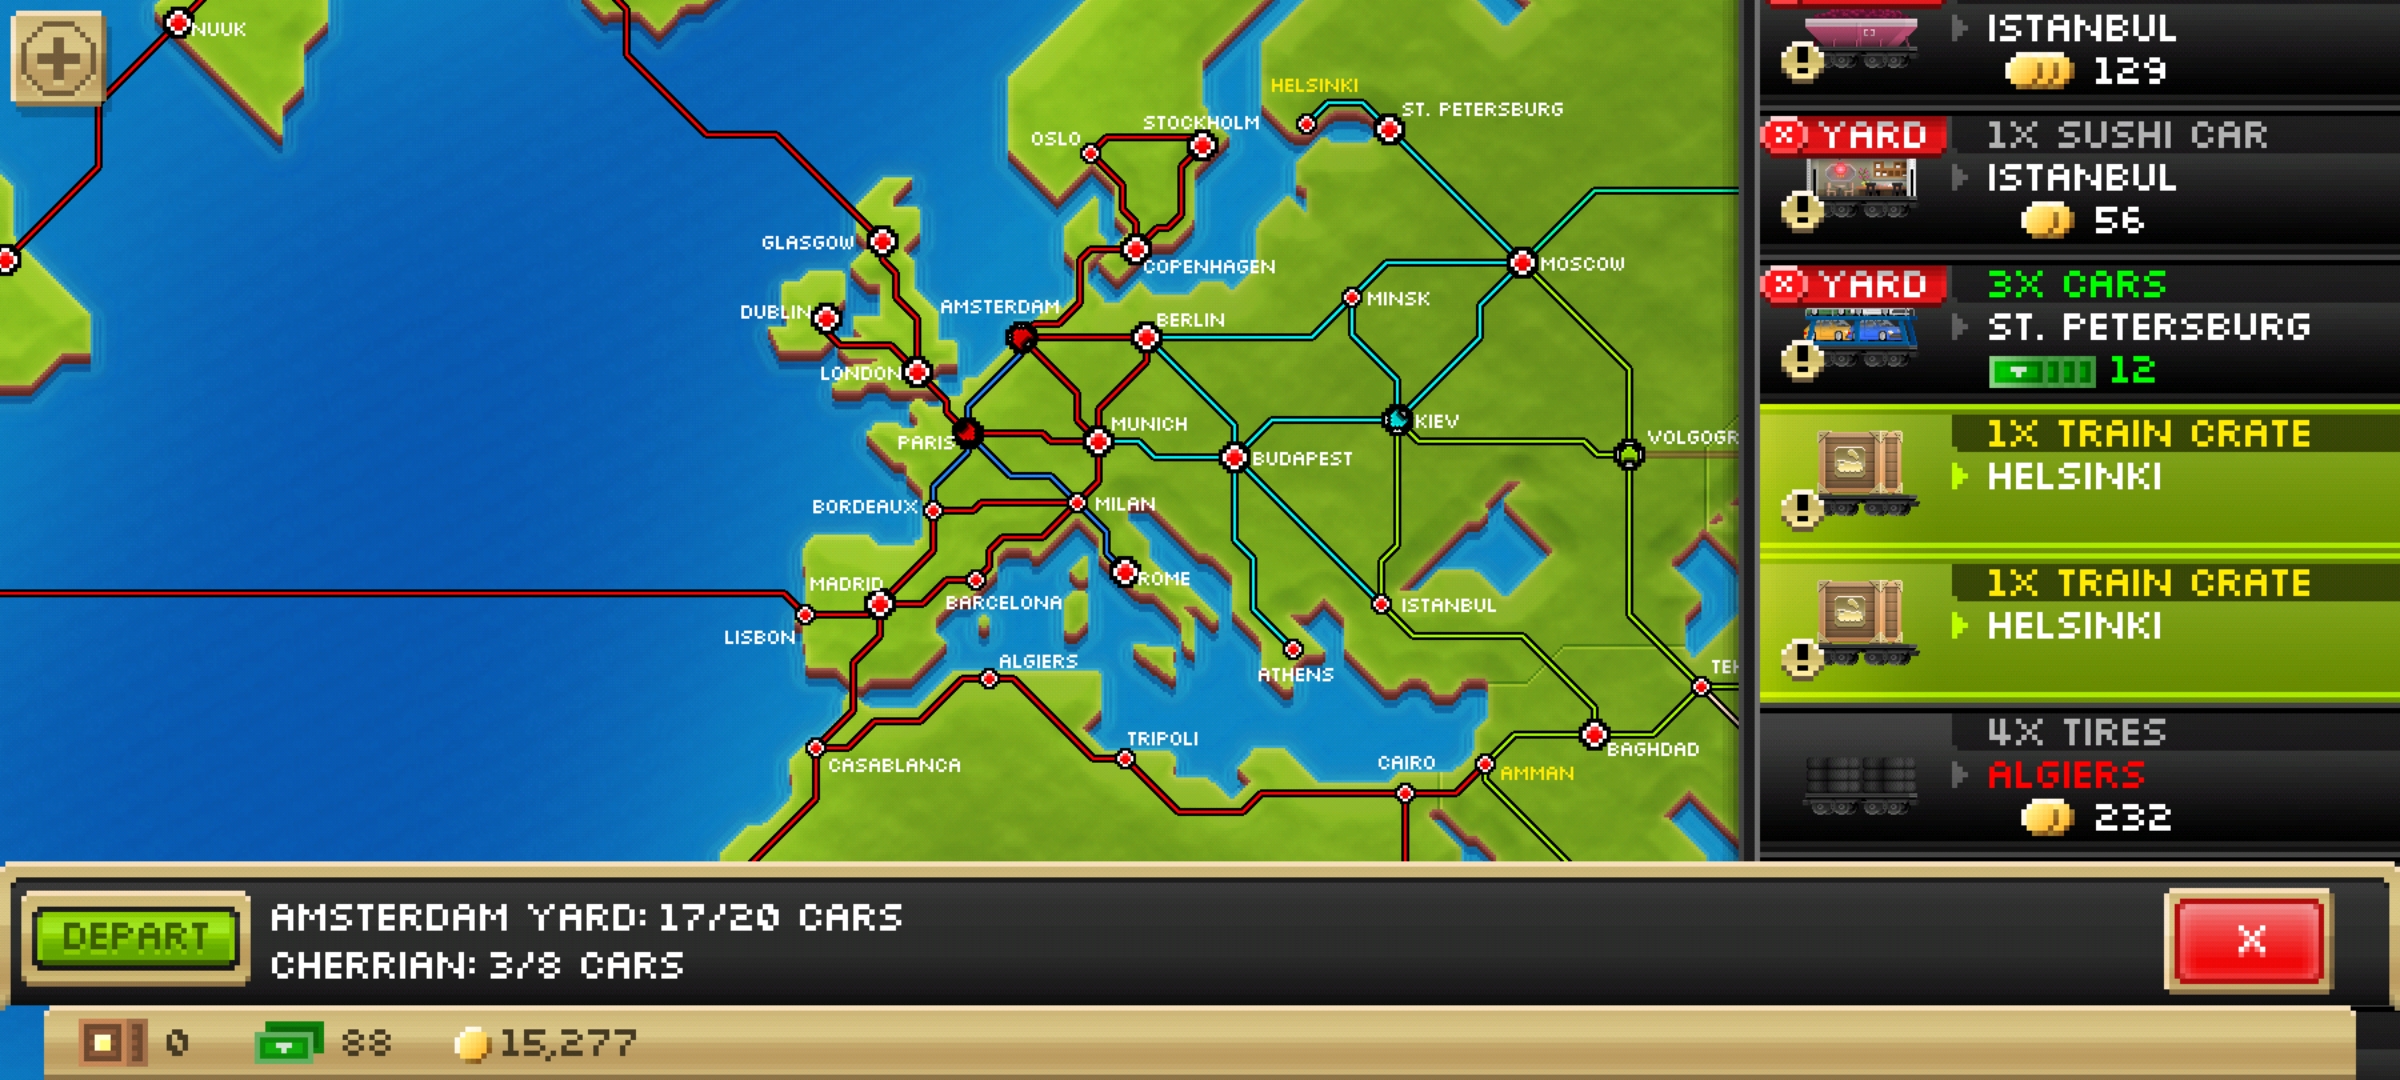 NUUK
HELSINKI
ST. PETERSBURG
STOCKHOLM
OSLO
GLASGOW
COPENHAGEN
MOSCOW
MINSK
AMSTERDAM
DUBLIN
BERLIN
LONDON
MUNICH
KIEV
VOLGOGR
PARIS
BUDAPEST
BORDEAUX
MILAN
MADRID
ROME
BARCELONA
ISTANBUL
LISBON
ALGIERS
ATHENS
TEH
TRIPOLI
BAGHDAD
CASABLANCA
CAIRO
AMMAN
ISTANBUL
129
YARD
1X SUSHI CAR
ISTANBUL
56
YARD
3X CARS
ST. PETERSBURG
12
1X TRAIN CRATE
HELSINKI
1X TRAIN CRATE
HELSINKI
4X TIRES
ALGIERS
232
DEPART
AMSTERDAM YARD: 17/20 CARS
CHERRIAN: 3/8 CARS
X
0
88
15,277